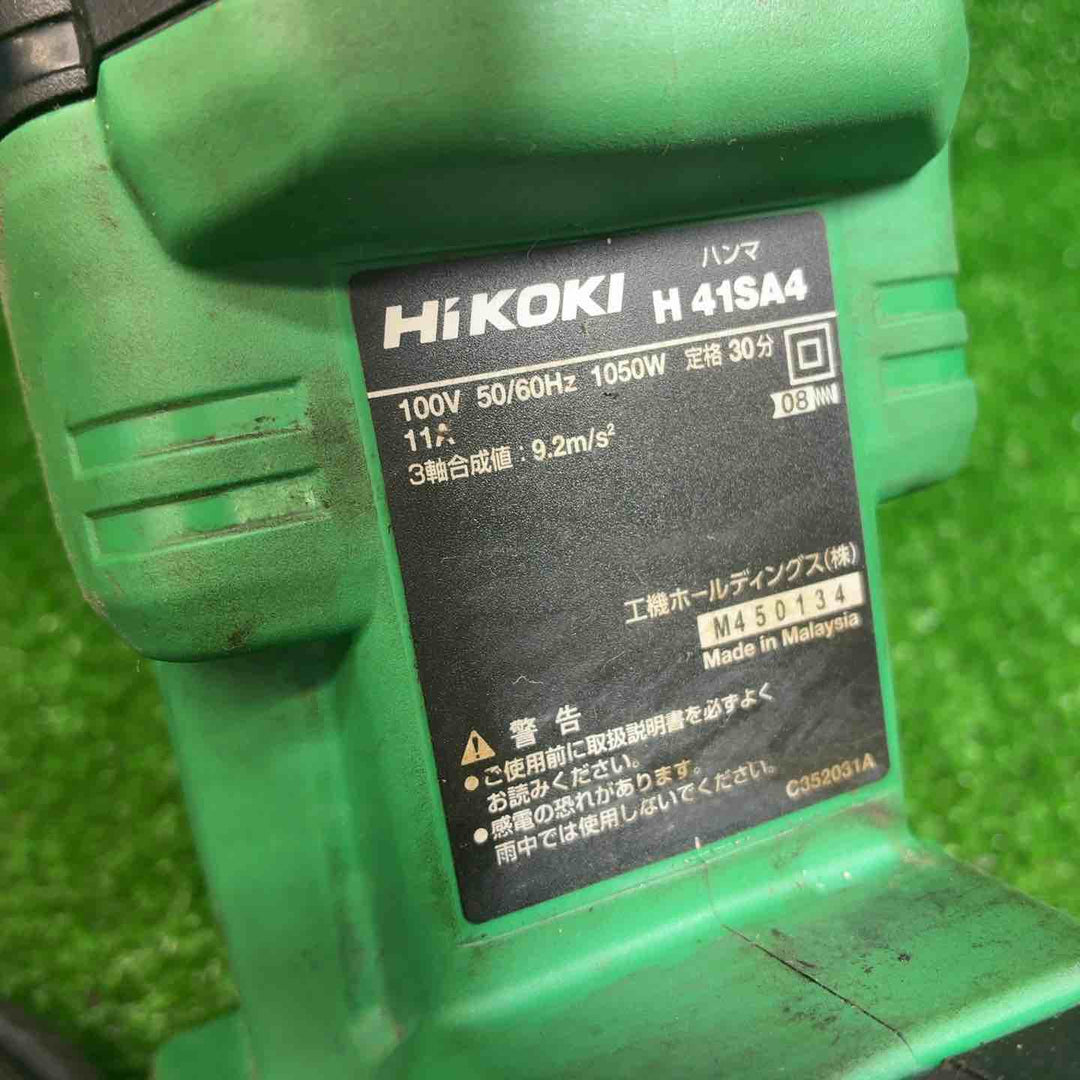 HiKOKI
ハンマ
H 41SA4
100V 50/60Hz 1050W 定格 30分
11A
08
3軸合成値：9.2m/s²
工機ホールディングス(株)
M450134
Made in Malaysia
警告
●ご使用前に取扱説明書を必ずよく
お読みください。
●感電の恐れがあります。
雨中では使用しないでください。
C352031A